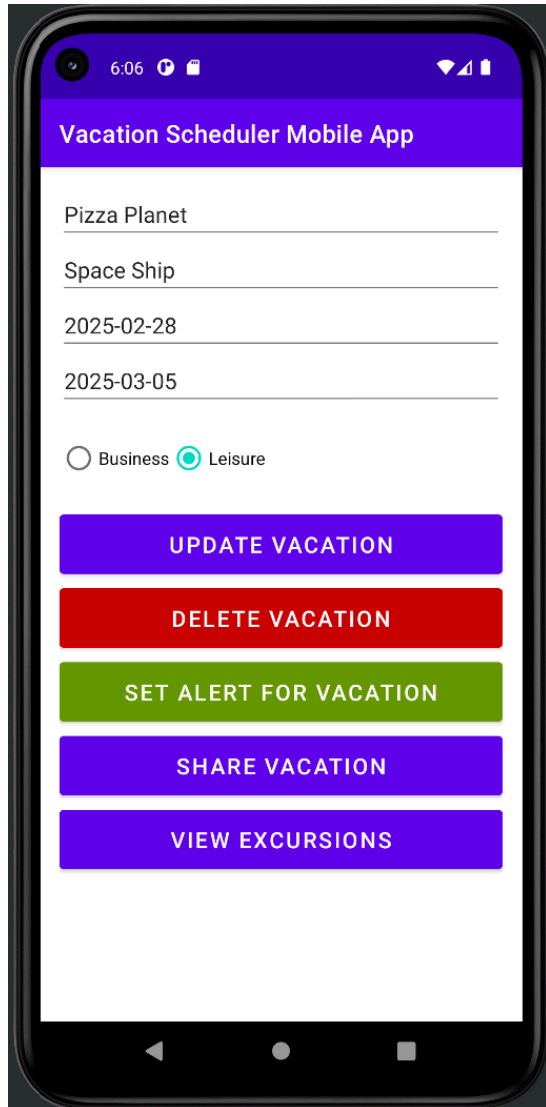 6:06
Vacation Scheduler Mobile App
Pizza Planet
Space Ship
2025-02-28
2025-03-05
Business Leisure
UPDATE VACATION
DELETE VACATION
SET ALERT FOR VACATION
SHARE VACATION
VIEW EXCURSIONS